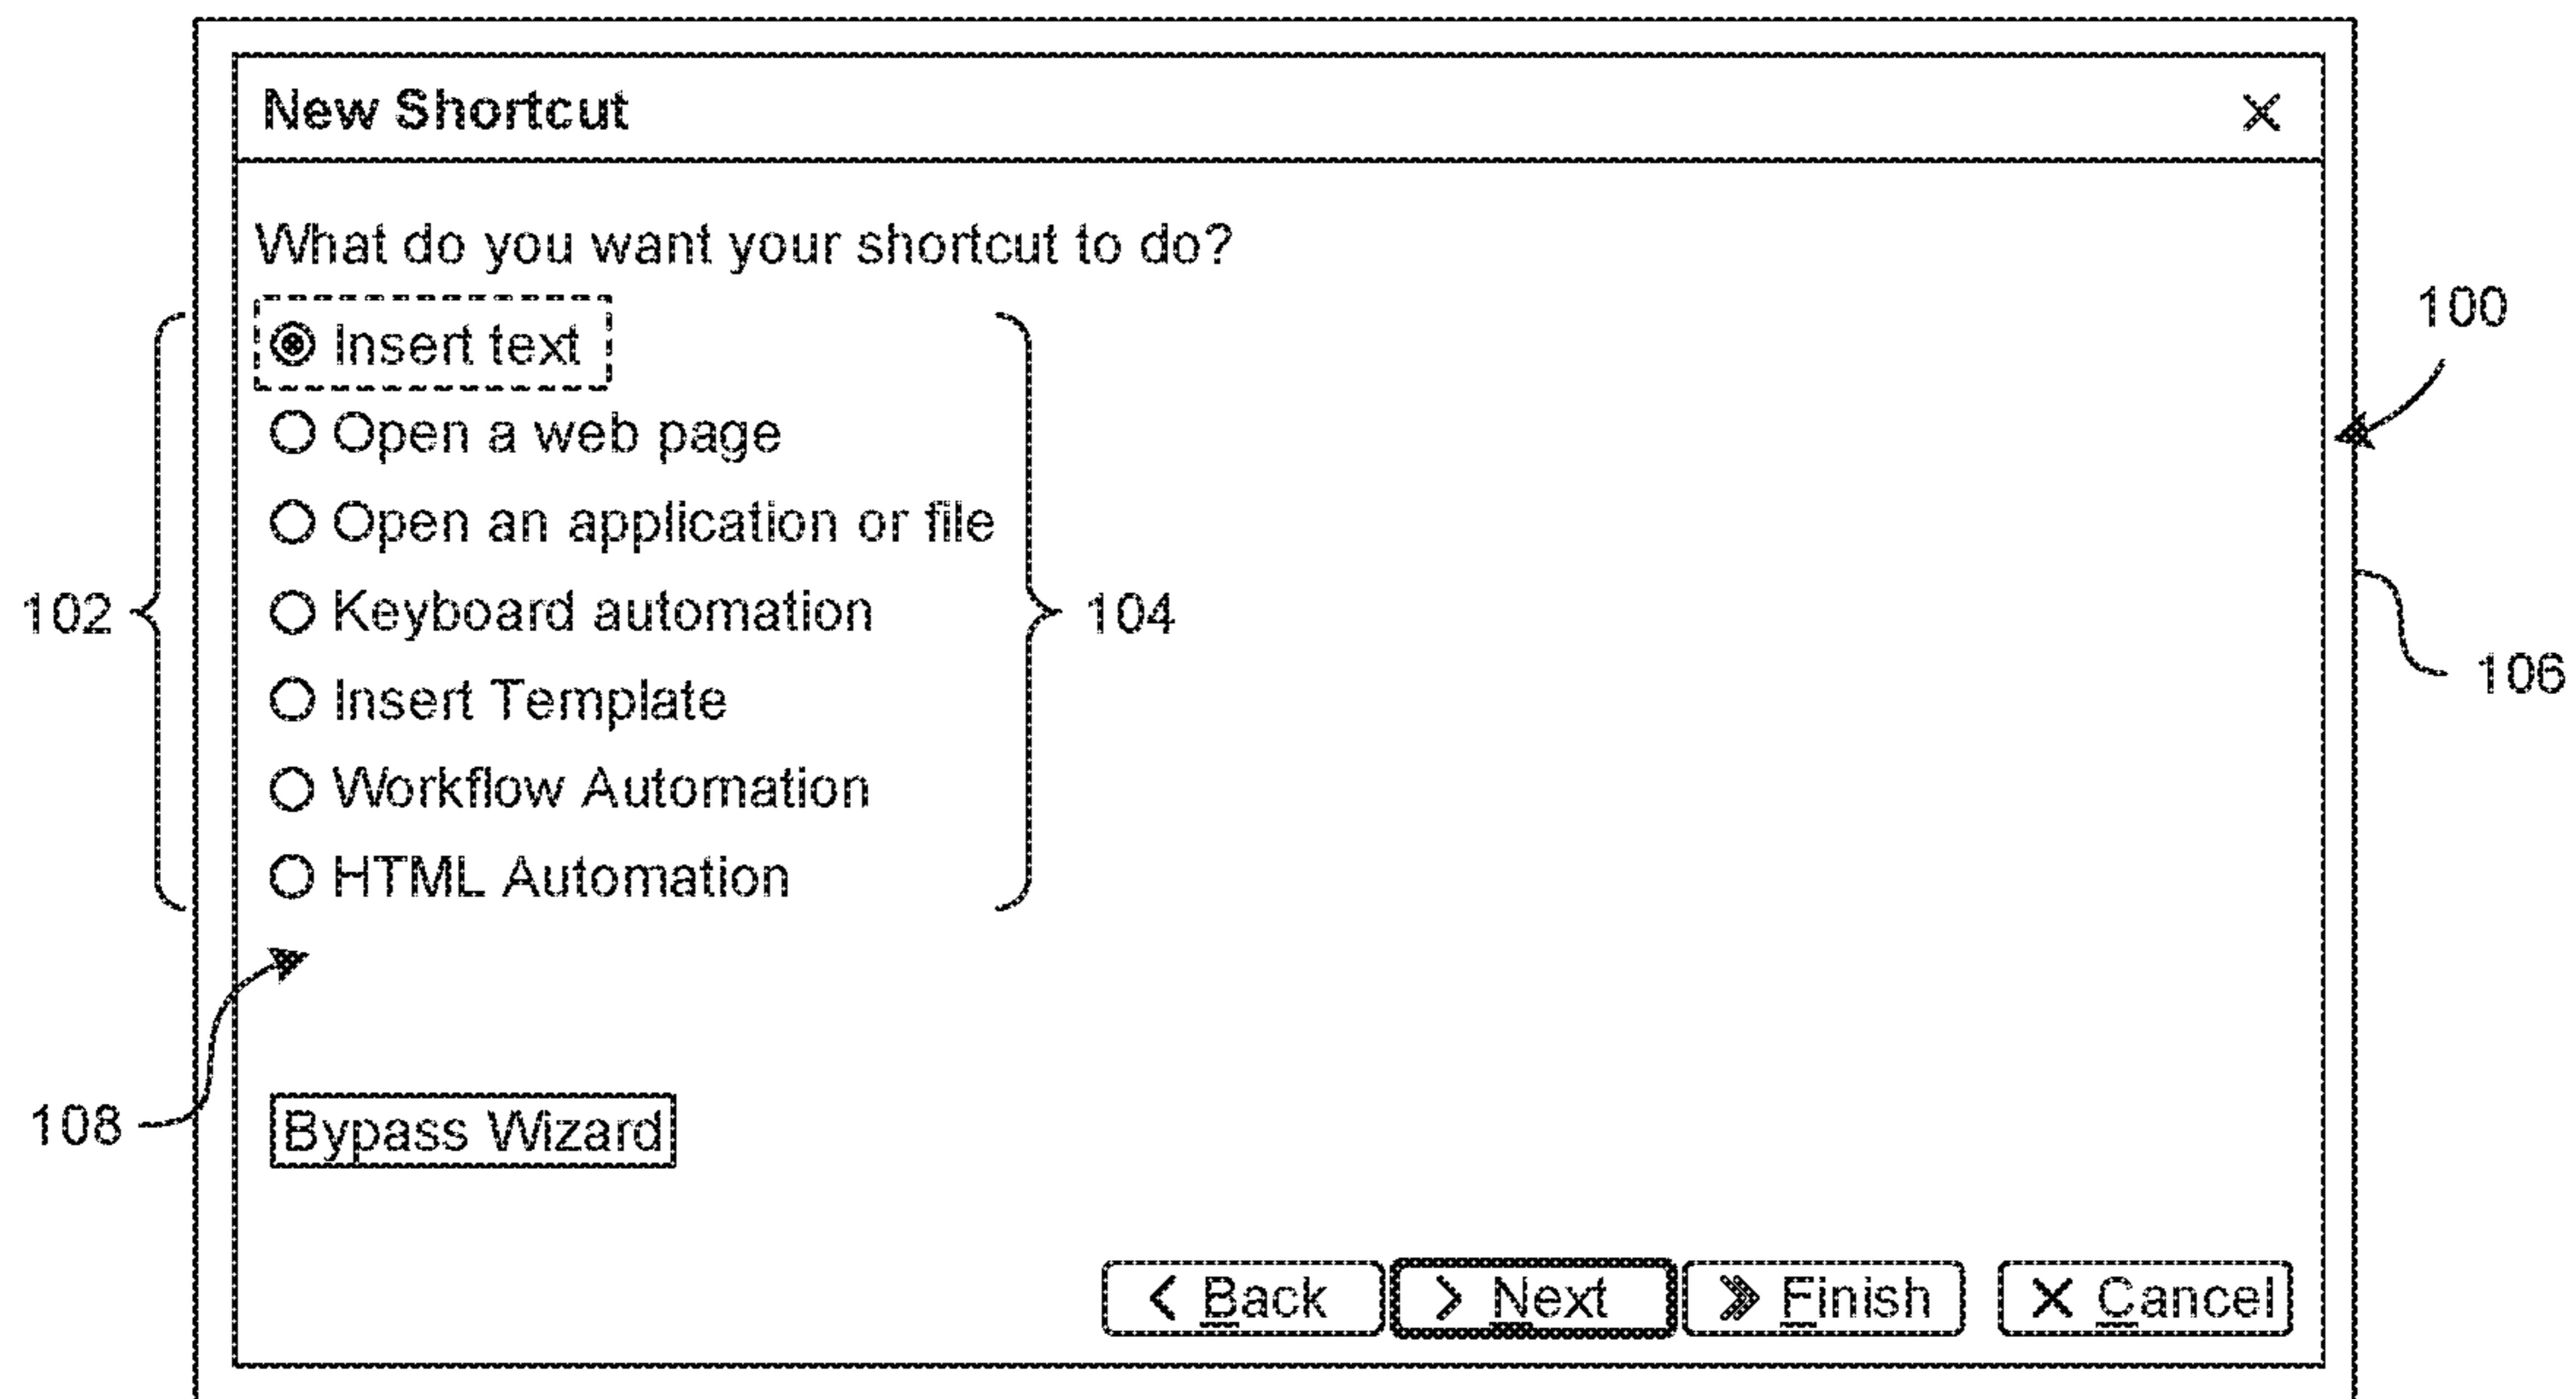 New Shortcut ×
What do you want your shortcut to do?
100
Insert text
Open a web page
Open an application or file
102
Keyboard automation
104
106
Insert Template
Workflow Automation
HTML Automation
108
Bypass Wizard
< Back > Next >> Finish × Cancel